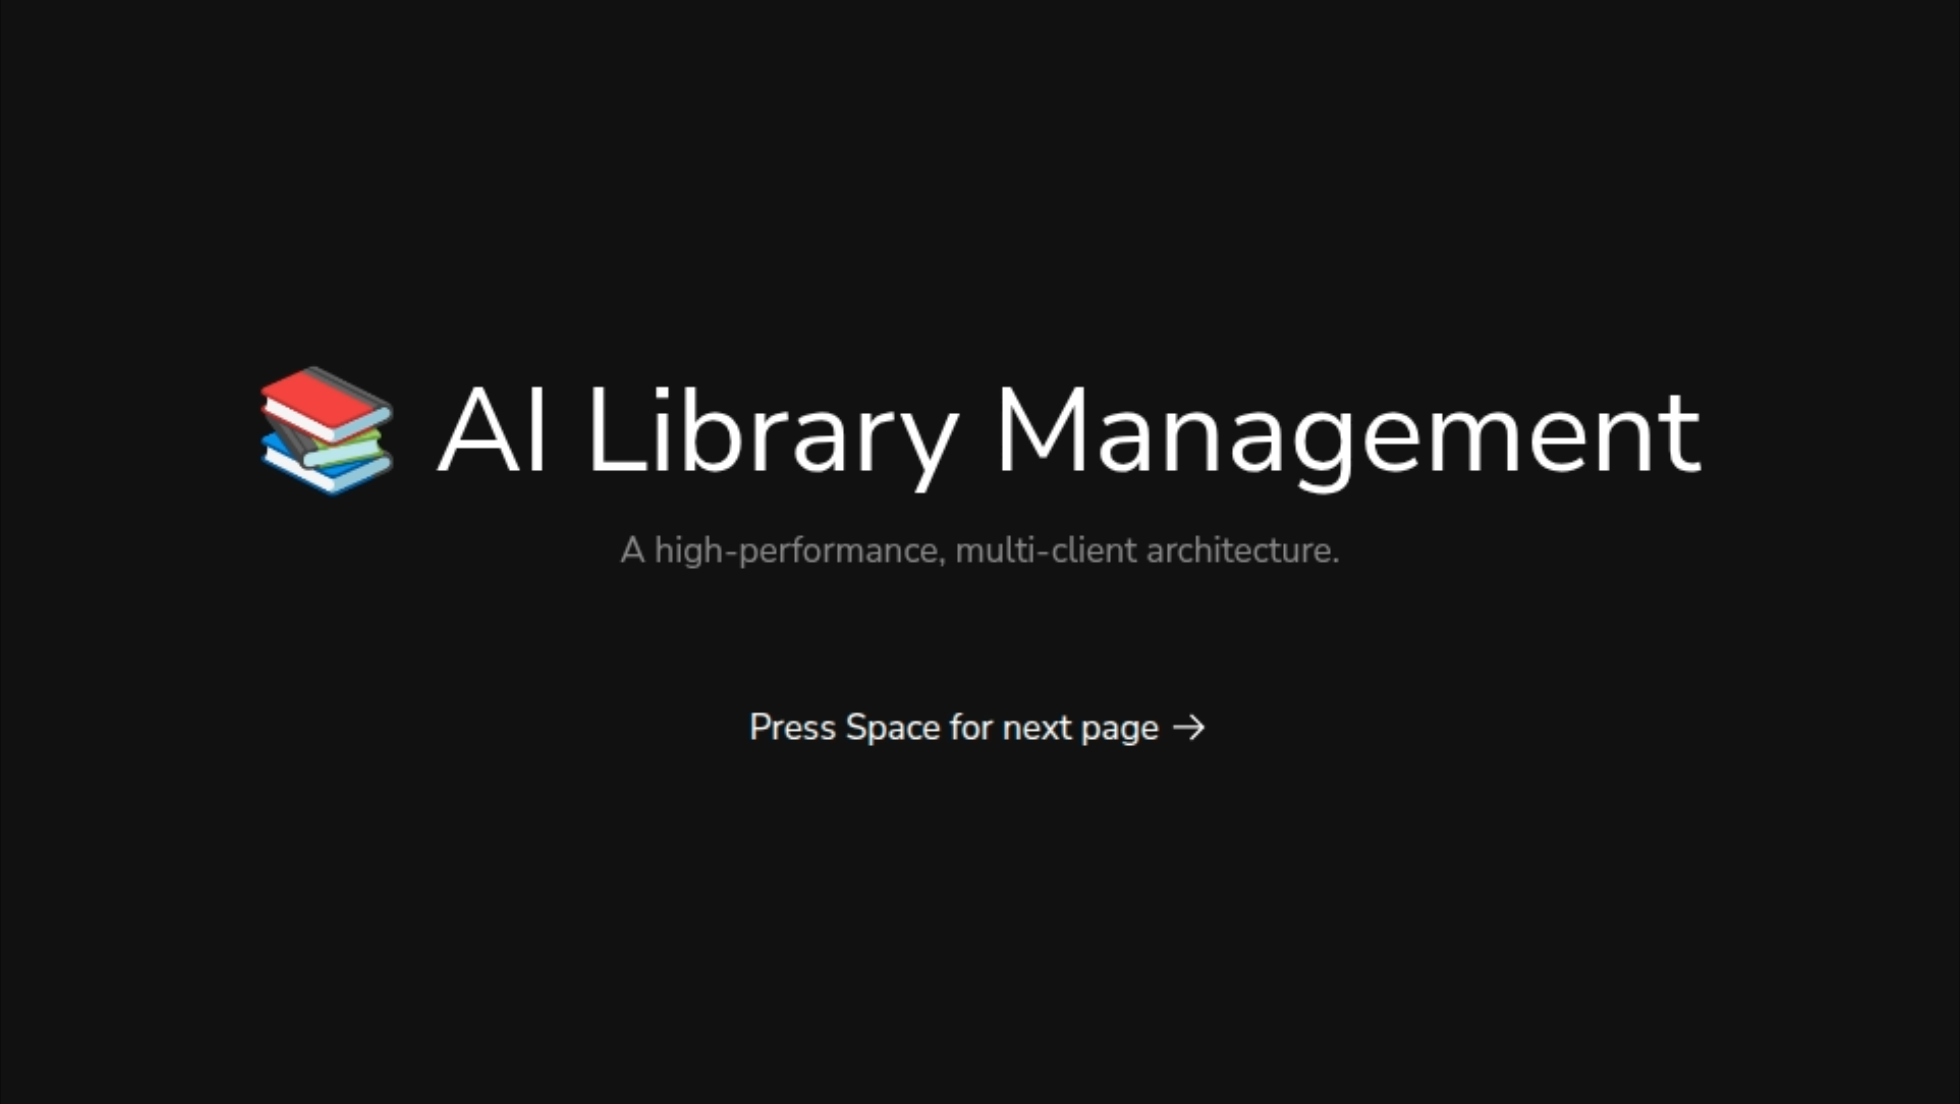 📚 AI Library Management
A high-performance, multi-client architecture.
Press Space for next page →